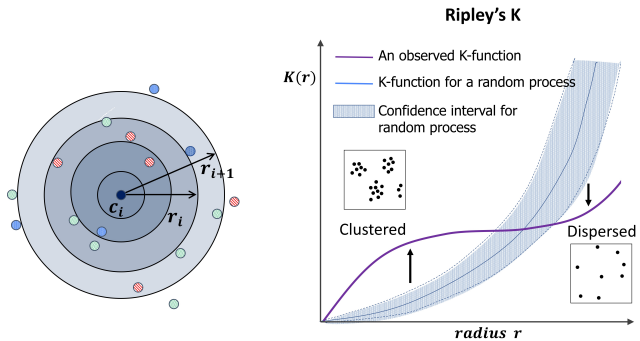 Ripley's K
An observed K-function
K(r)
K-function for a random process
Confidence interval for
random process
r_{i+1}
c_i
r_i
Clustered
Dispersed
radius r